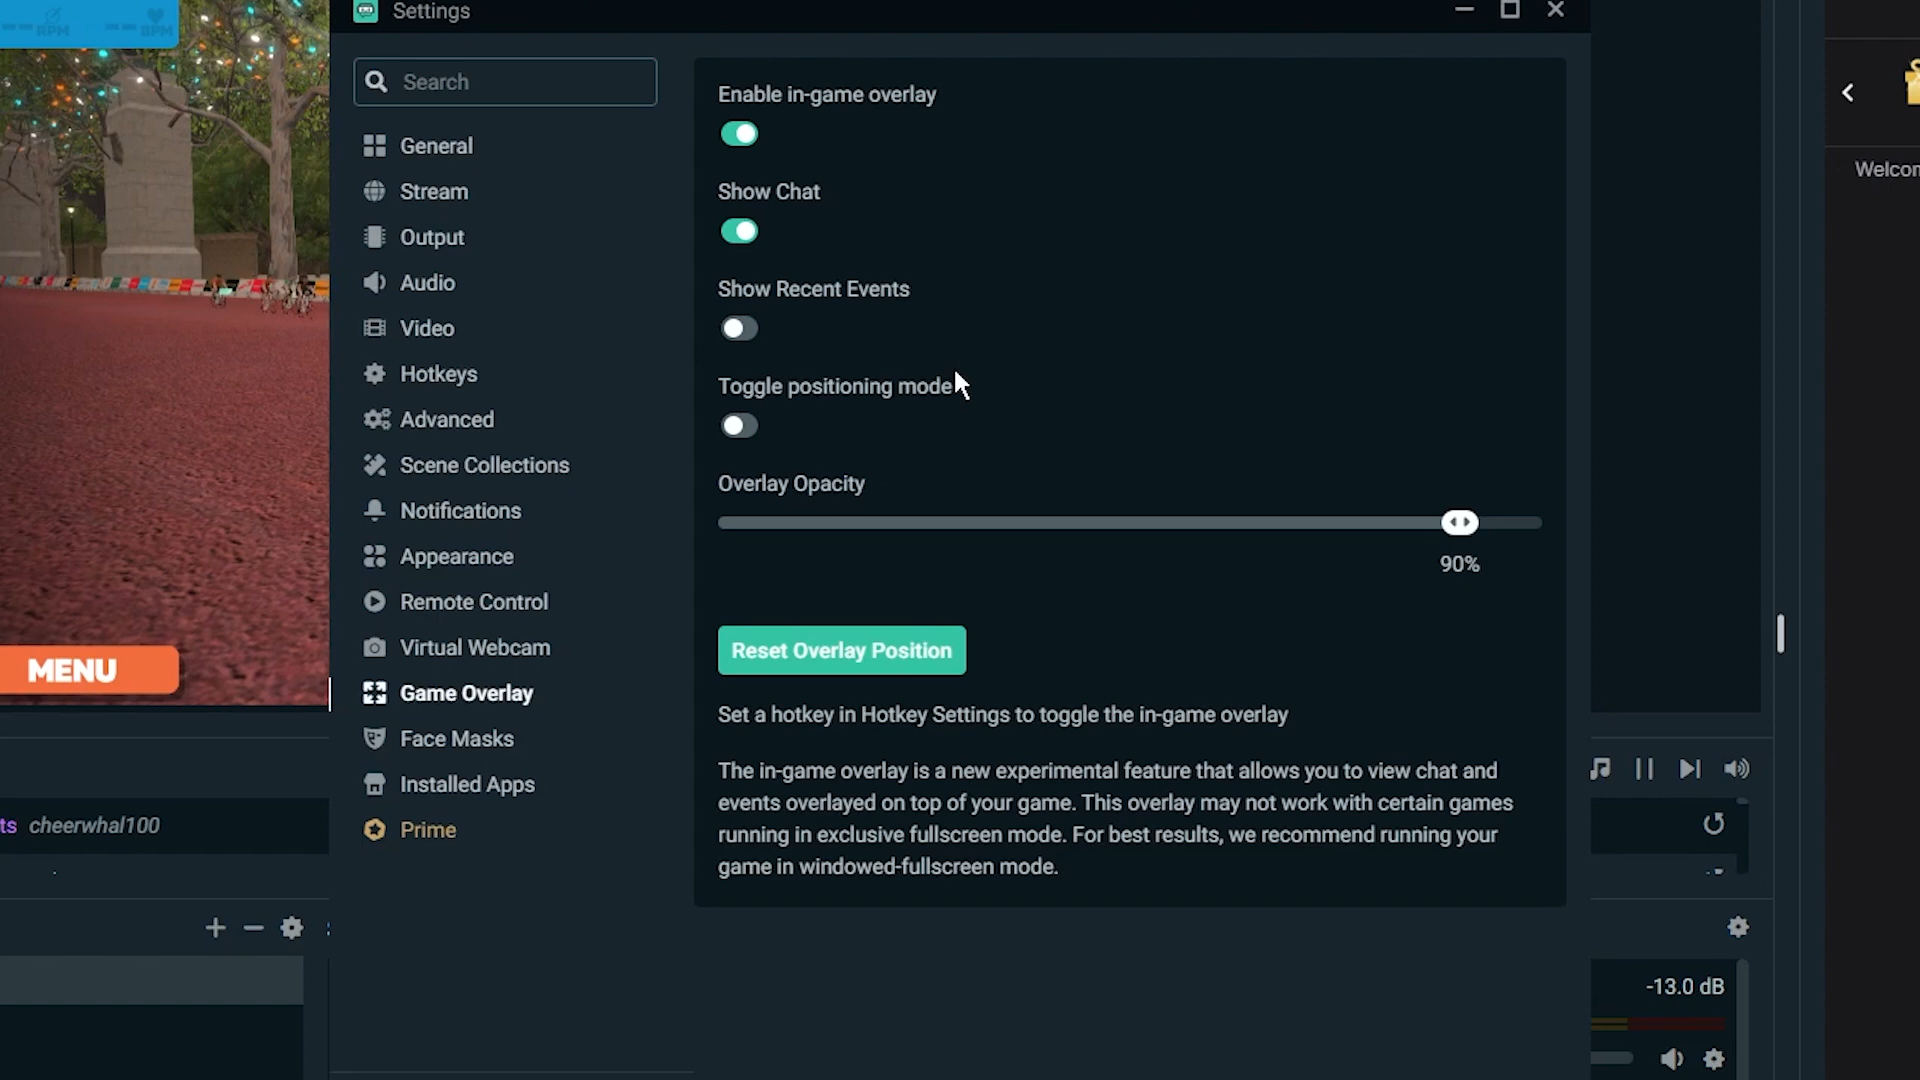 RPM
BPM
MENU
ts cheerwhal100
Settings
Search
General
Stream
Output
Audio
Video
Hotkeys
Advanced
Scene Collections
Notifications
Appearance
Remote Control
Virtual Webcam
Game Overlay
Face Masks
Installed Apps
Prime
Enable in-game overlay
Show Chat
Show Recent Events
Toggle positioning mode
Overlay Opacity
90%
Reset Overlay Position
Set a hotkey in Hotkey Settings to toggle the in-game overlay
The in-game overlay is a new experimental feature that allows you to view chat and
events overlayed on top of your game. This overlay may not work with certain games
running in exclusive fullscreen mode. For best results, we recommend running your
game in windowed-fullscreen mode.
-13.0 dB
Welcom